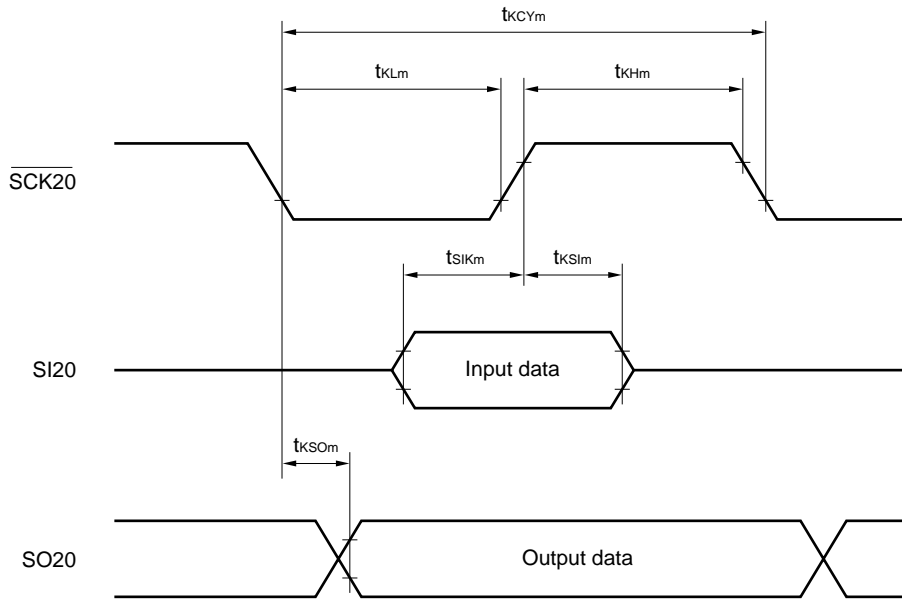 tKCYm
tKLm
tKHm
SCK20
tSIKm
tKSIm
SI20
Input data
tKSOm
SO20
Output data